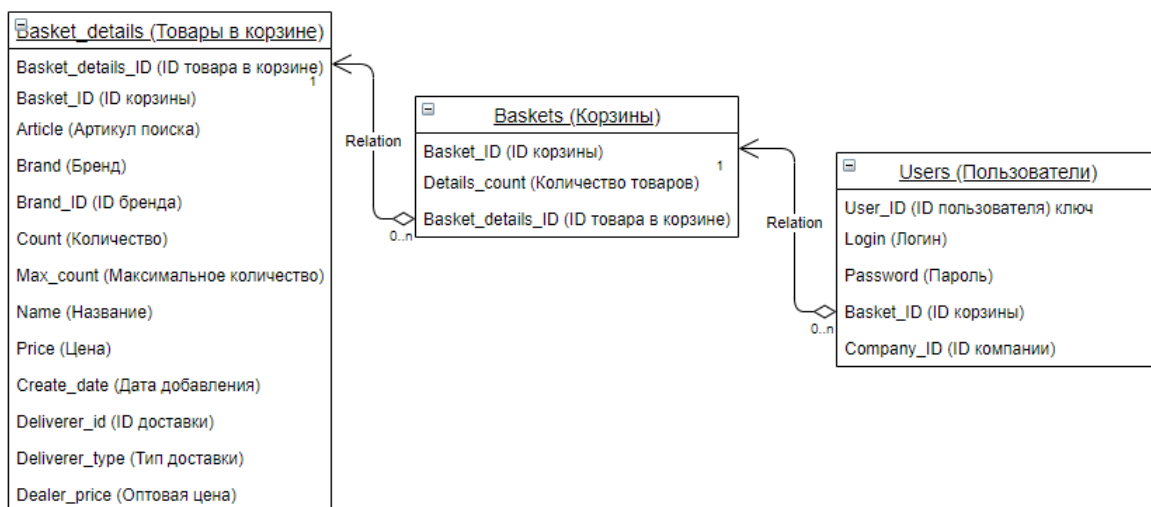 Basket_details (Товары в корзине)
Basket_details_ID (ID товара в корзине)
1
Basket_ID (ID корзины)
Article (Артикул поиска)
Brand (Бренд)
Brand_ID (ID бренда)
Count (Количество)
Max_count (Максимальное количество)
Name (Название)
Price (Цена)
Create_date (Дата добавления)
Deliverer_id (ID доставки)
Deliverer_type (Тип доставки)
Dealer_price (Оптовая цена)
Relation
0..n
Baskets (Корзины)
Basket_ID (ID корзины)
1
Details_count (Количество товаров)
Basket_details_ID (ID товара в корзине)
Relation
0..n
Users (Пользователи)
User_ID (ID пользователя) ключ
Login (Логин)
Password (Пароль)
Basket_ID (ID корзины)
Company_ID (ID компании)